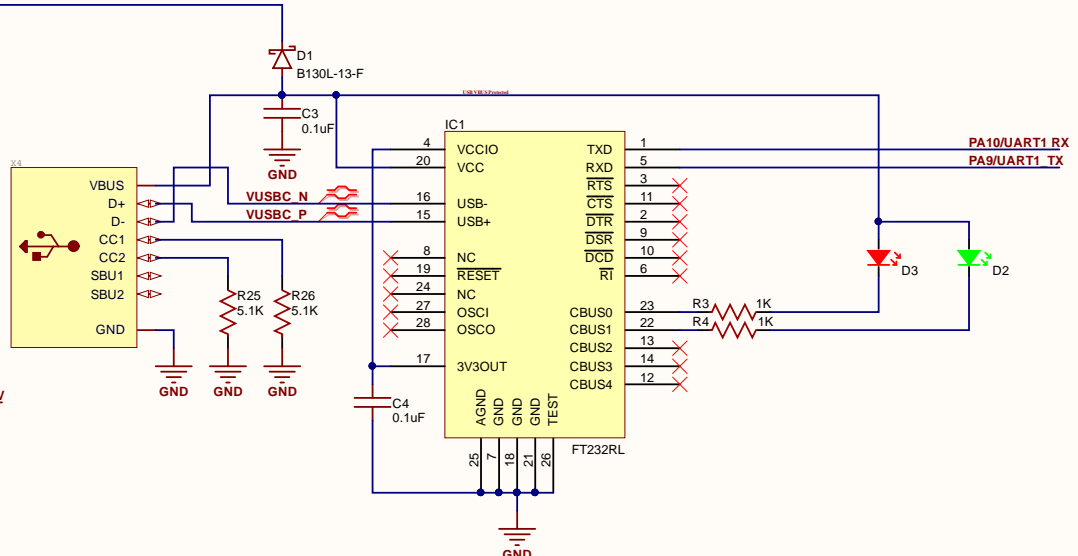 D1
B130L-13-F
USB VBUS Protected
C3
0.1uF
GND
IC1
X4
VBUS
D+
D-
CC1
CC2
SBU1
SBU2
GND
VUSBC_N
VUSBC_P
R25
5.1K
R26
5.1K
GND
GND
GND
4
VCCIO
20
VCC
16
USB-
15
USB+
8
NC
19
RESET
24
NC
27
OSCI
28
OSCO
17
3V3OUT
C4
0.1uF
TXD
1
PA10/UART1 RX
RXD
5
PA9/UART1_TX
RTS
3
CTS
11
DTR
2
DSR
9
DCD
10
RI
6
CBUS0
23
R3
1K
CBUS1
22
R4
1K
CBUS2
13
CBUS3
14
CBUS4
12
D3
D2
AGND
GND
GND
GND
TEST
25
7
18
21
26
FT232RL
GND